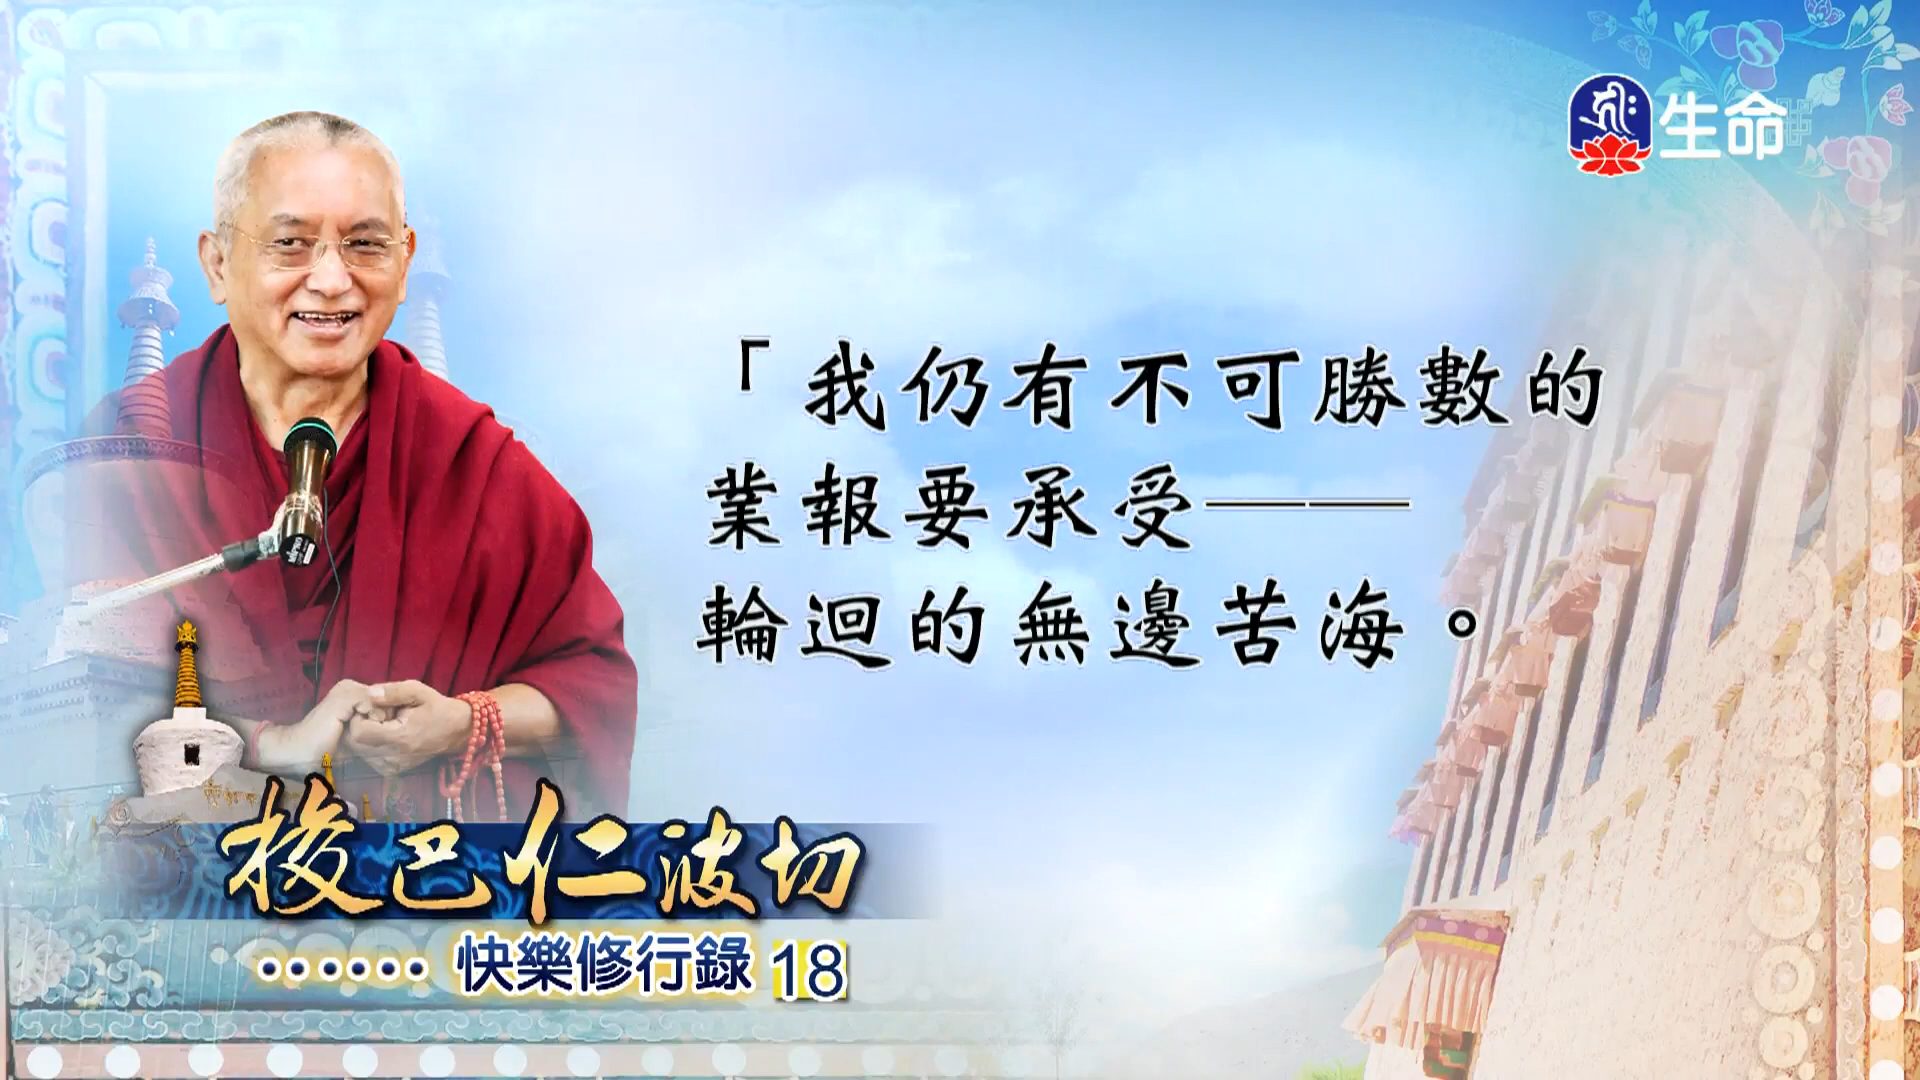 生命
「我仍有不可勝數的
業報要承受——
輪迴的無邊苦海。
梭巴仁波切
······快樂修行錄 18